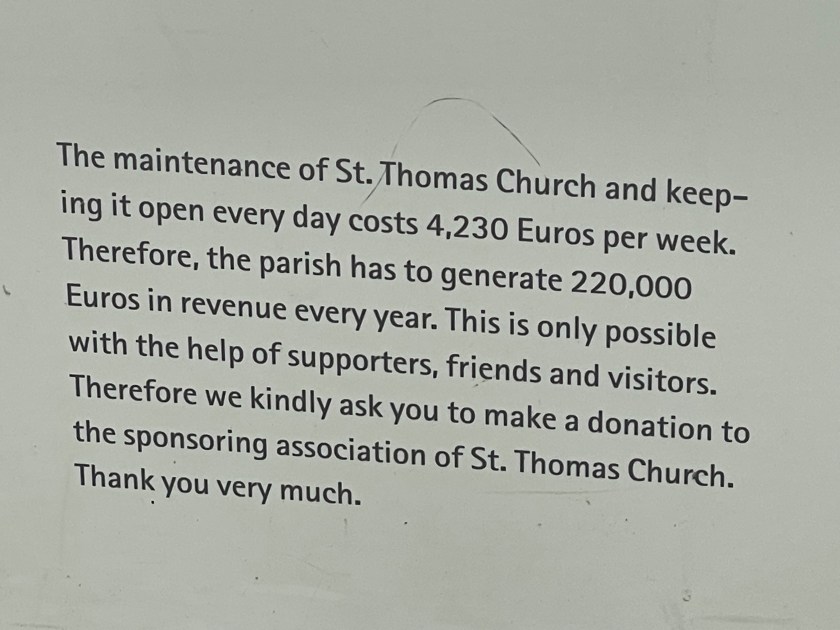 The maintenance of St. Thomas Church and keep-
ing it open every day costs 4,230 Euros per week.
Therefore, the parish has to generate 220,000
Euros in revenue every year. This is only possible
with the help of supporters, friends and visitors.
Therefore we kindly ask you to make a donation to
the sponsoring association of St. Thomas Church.
Thank you very much.